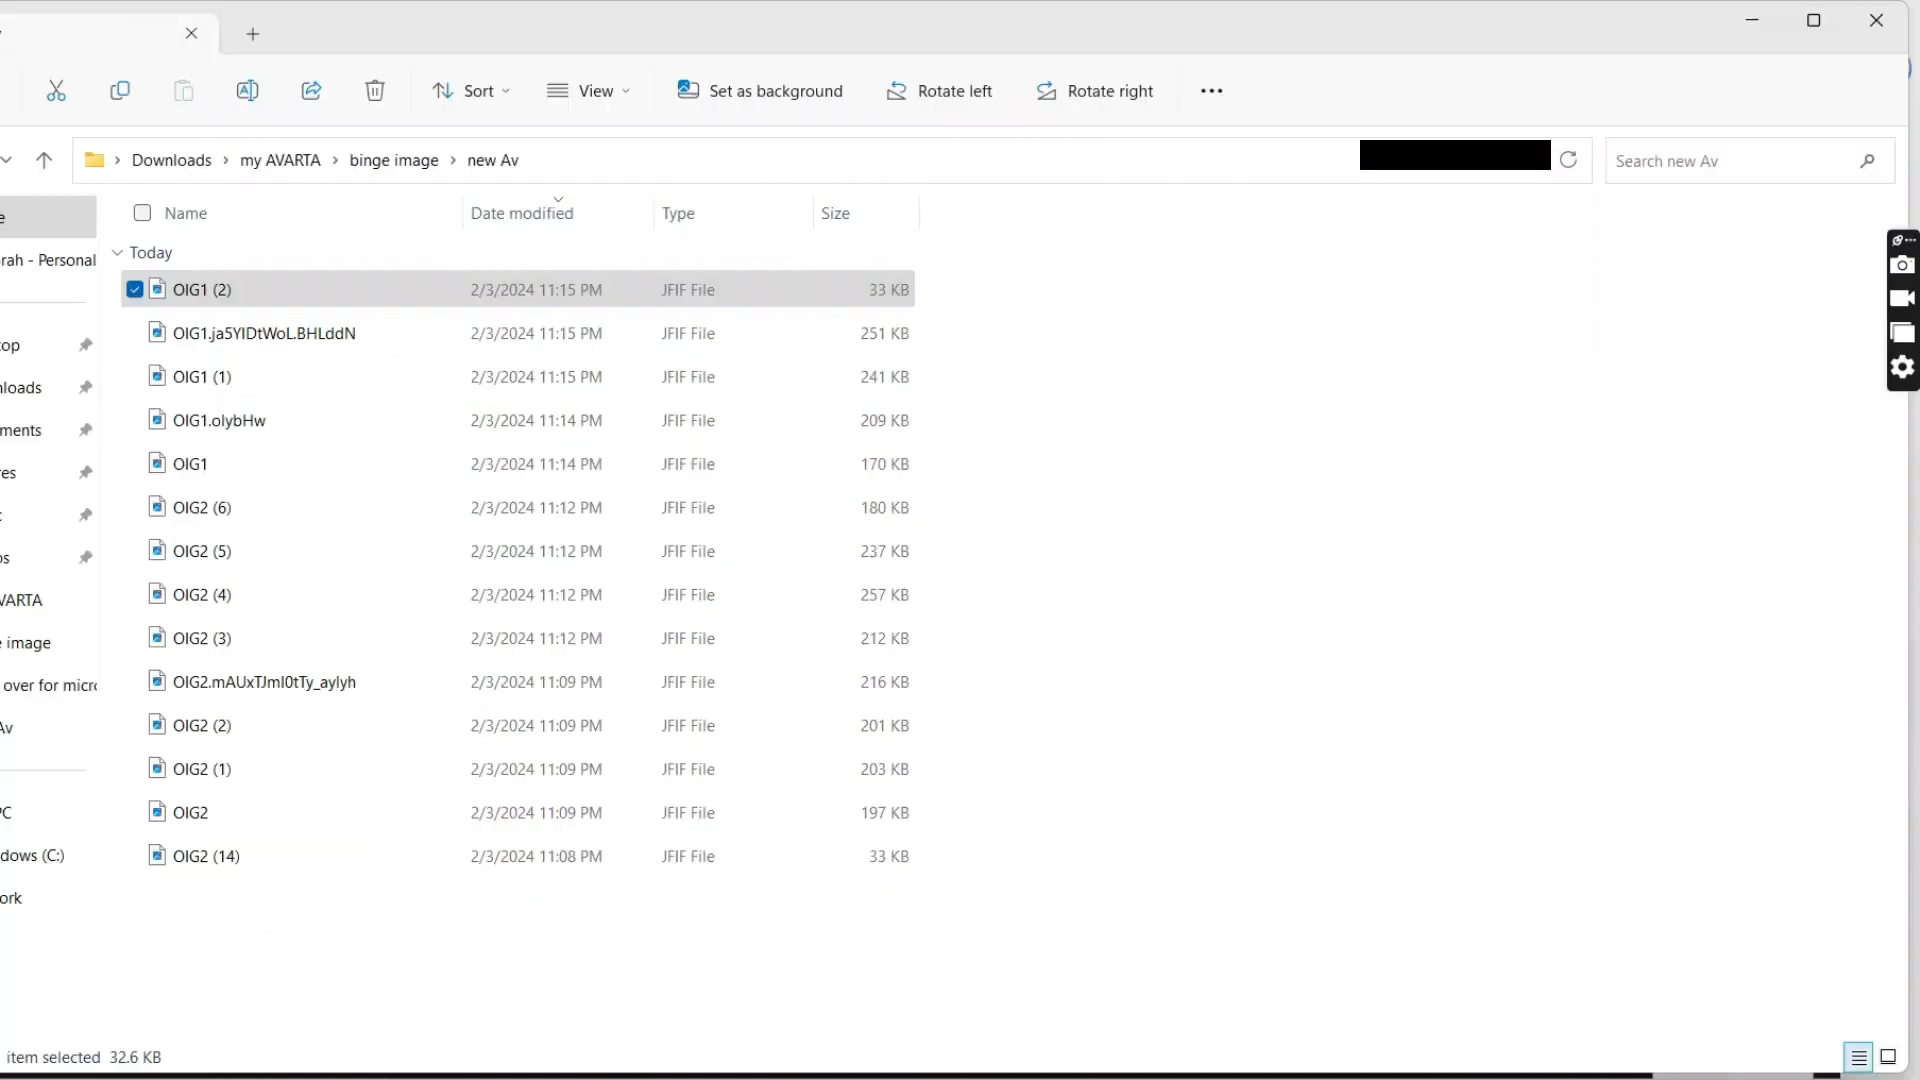 Sort
View
Set as background
Rotate left
Rotate right
Downloads > my AVARTA > binge image > new Av
Search new Av
Name Date modified Type Size
Today
rah - Personal
OIG1 (2) 2/3/2024 11:15 PM JFIF File 33 KB
OIG1.ja5YIDtWoL.BHLddN 2/3/2024 11:15 PM JFIF File 251 KB
OIG1 (1) 2/3/2024 11:15 PM JFIF File 241 KB
OIG1.olybHw 2/3/2024 11:14 PM JFIF File 209 KB
OIG1 2/3/2024 11:14 PM JFIF File 170 KB
OIG2 (6) 2/3/2024 11:12 PM JFIF File 180 KB
OIG2 (5) 2/3/2024 11:12 PM JFIF File 237 KB
OIG2 (4) 2/3/2024 11:12 PM JFIF File 257 KB
OIG2 (3) 2/3/2024 11:12 PM JFIF File 212 KB
OIG2.mAUxTJmI0tTy_aylyh 2/3/2024 11:09 PM JFIF File 216 KB
OIG2 (2) 2/3/2024 11:09 PM JFIF File 201 KB
OIG2 (1) 2/3/2024 11:09 PM JFIF File 203 KB
OIG2 2/3/2024 11:09 PM JFIF File 197 KB
OIG2 (14) 2/3/2024 11:08 PM JFIF File 33 KB
op
nloads
ments
res
os
VARTA
e image
over for micro
Av
PC
dows (C:)
ork
item selected 32.6 KB